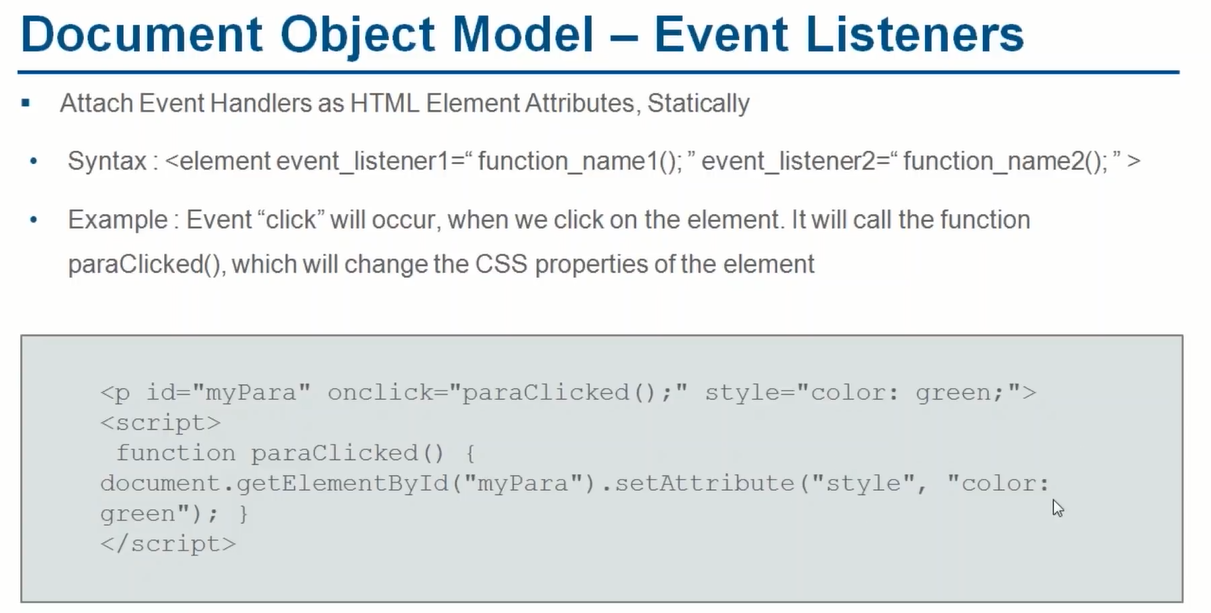 Document Object Model – Event Listeners
▪ Attach Event Handlers as HTML Element Attributes, Statically
• Syntax : <element event_listener1=“ function_name1(); ” event_listener2=“ function_name2(); ” >
• Example : Event “click” will occur, when we click on the element. It will call the function
paraClicked(), which will change the CSS properties of the element
<p id="myPara" onclick="paraClicked();" style="color: green;">
<script>
function paraClicked() {
document.getElementById("myPara").setAttribute("style", "color:
green"); }
</script>